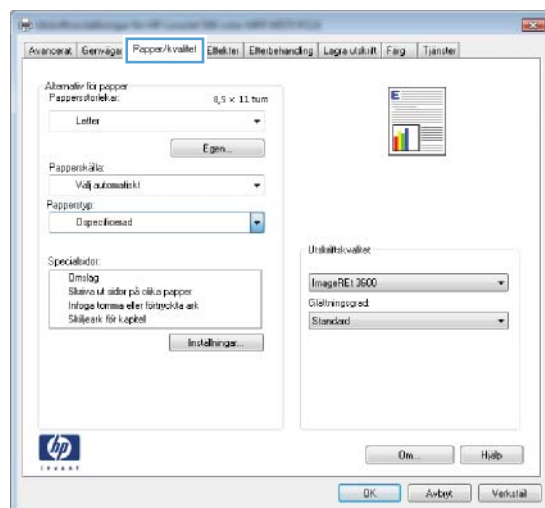 Avancerat Genvägar Papper/kvalitet Effekter Efterbehandling Lagra utskrift Färg Tjänster
Alternativ för papper
Pappersstorlekar: 8,5 × 11 tum
Letter
Egen...
Papperskälla:
Välj automatiskt
Papperstyp:
Ospecificerad
Specialsidor:
Omslag
Skriva ut sidor på olika papper
Infoga tomma eller förtryckta ark
Skiljeark för kapitel
Inställningar...
E
Utskriftskvalitet
ImageREt 3600
Glättningsgrad:
Standard
hp
invent
Om... Hjälp
OK Avbryt Verkställ